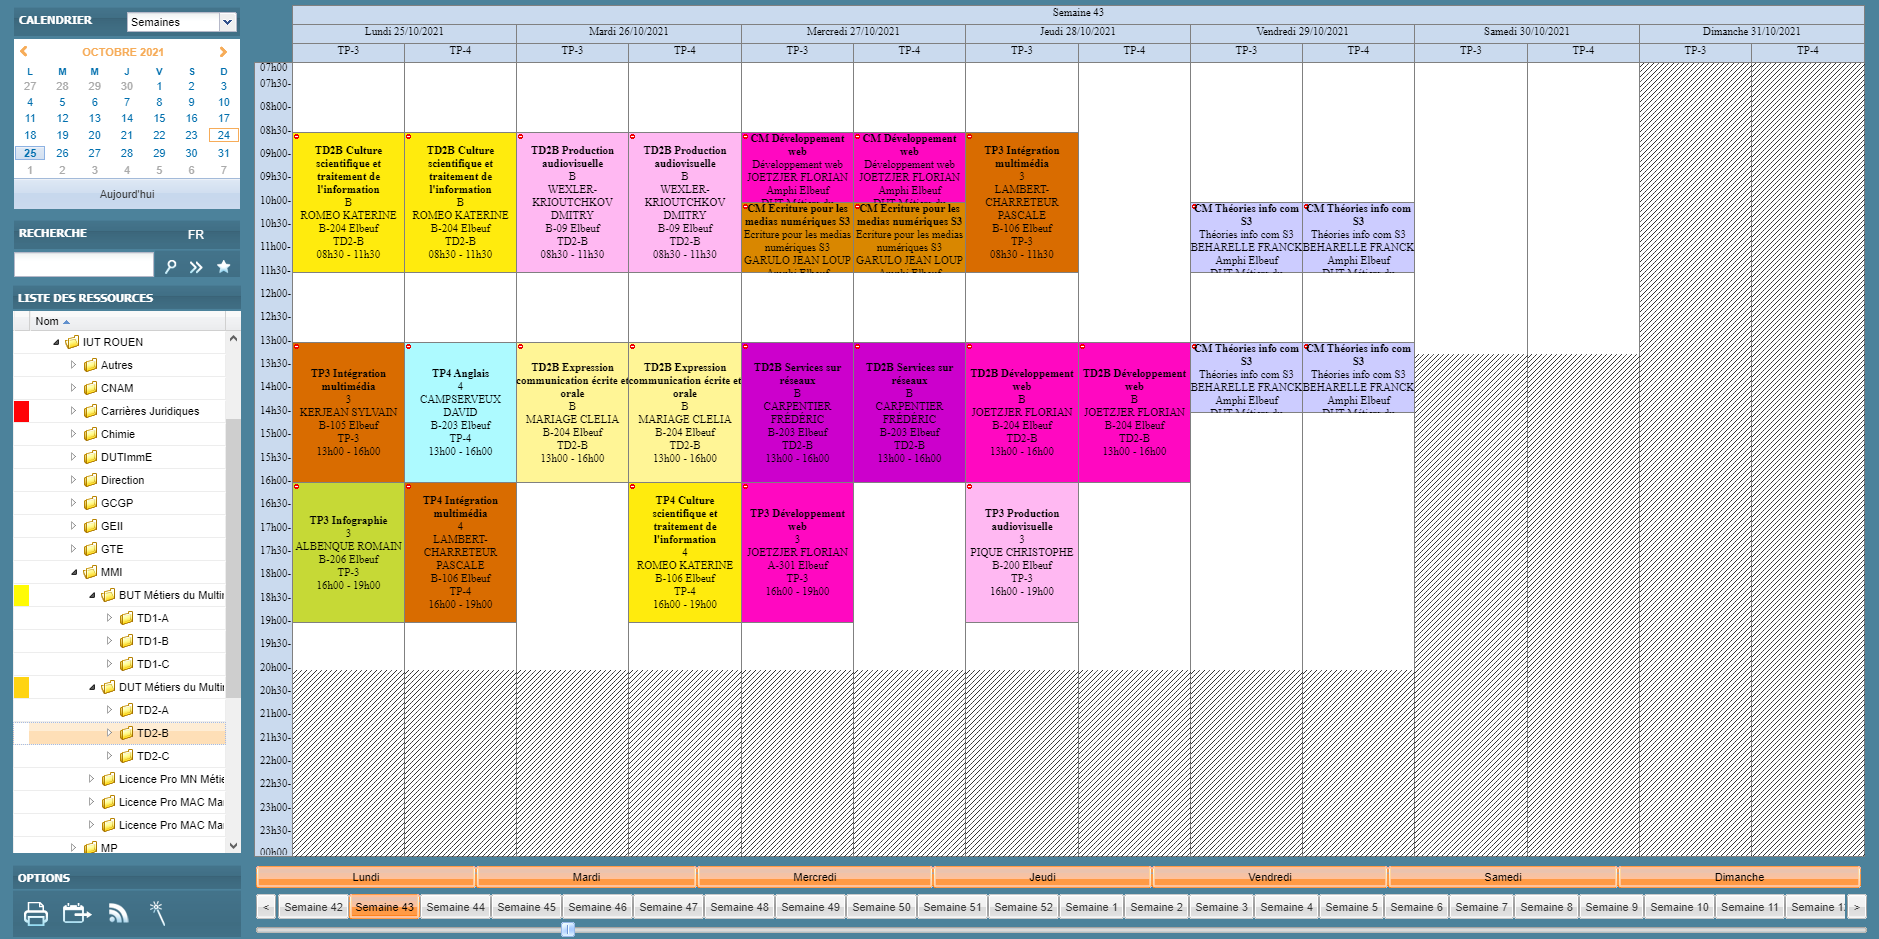 CALENDRIER
Semaines
OCTOBRE 2021
L M M J V S D
27 28 29 30 1 2 3
4 5 6 7 8 9 10
11 12 13 14 15 16 17
18 19 20 21 22 23 24
25 26 27 28 29 30 31
1 2 3 4 5 6 7
Aujourd'hui
RECHERCHE FR
LISTE DES RESSOURCES
Nom
IUT ROUEN
Autres
CNAM
Carrières Juridiques
Chimie
DUTImmE
Direction
GCGP
GEII
GTE
MMI
BUT Métiers du Multir
TD1-A
TD1-B
TD1-C
DUT Métiers du Multir
TD2-A
TD2-B
TD2-C
Licence Pro MN Métie
Licence Pro MAC Mar
Licence Pro MAC Mar
MP
OPTIONS
Semaine 43
Lundi 25/10/2021 Mardi 26/10/2021 Mercredi 27/10/2021 Jeudi 28/10/2021 Vendredi 29/10/2021 Samedi 30/10/2021 Dimanche 31/10/2021
TP-3 TP-4 TP-3 TP-4 TP-3 TP-4 TP-3 TP-4 TP-3 TP-4 TP-3 TP-4 TP-3 TP-4
07h00
07h30-
08h00-
08h30-
09h00-
09h30-
10h00-
10h30-
11h00-
11h30-
12h00-
12h30-
13h00-
13h30-
14h00-
14h30-
15h00-
15h30-
16h00-
16h30-
17h00-
17h30-
18h00-
18h30-
19h00-
19h30-
20h00-
20h30-
21h00-
21h30-
22h00-
22h30-
23h00-
23h30-
00h00
TD2B Culture
scientifique et
traitement de
l'information
B
ROMEO KATERINE
B-204 Elbeuf
TD2-B
08h30 - 11h30
TD2B Culture
scientifique et
traitement de
l'information
B
ROMEO KATERINE
B-204 Elbeuf
TD2-B
08h30 - 11h30
TD2B Production
audiovisuelle
B
WEXLER-
KRIOUTCHKOV
DMITRY
B-09 Elbeuf
TD2-B
08h30 - 11h30
TD2B Production
audiovisuelle
B
WEXLER-
KRIOUTCHKOV
DMITRY
B-09 Elbeuf
TD2-B
08h30 - 11h30
CM Développement
web
Développement web
JOETZJER FLORIAN
Amphi Elbeuf
DUT Métiers du
CM Développement
web
Développement web
JOETZJER FLORIAN
Amphi Elbeuf
DUT Métiers du
CM Ecriture pour les
medias numériques S3
Ecriture pour les medias
numériques S3
GARULO JEAN LOUP
Amphi Elbeuf
CM Ecriture pour les
medias numériques S3
Ecriture pour les medias
numériques S3
GARULO JEAN LOUP
Amphi Elbeuf
TP3 Intégration
multimédia
3
LAMBERT-
CHARRETEUR
PASCALE
B-106 Elbeuf
TP-3
08h30 - 11h30
CM Théories info com
S3
Théories info com S3
BEHARELLE FRANCK
Amphi Elbeuf
DUT Métiers du
CM Théories info com
S3
Théories info com S3
BEHARELLE FRANCK
Amphi Elbeuf
DUT Métiers du
TP3 Intégration
multimédia
3
KERJEAN SYLVAIN
B-105 Elbeuf
TP-3
13h00 - 16h00
TP4 Anglais
4
CAMPSERVEUX
DAVID
B-203 Elbeuf
TP-4
13h00 - 16h00
TD2B Expression
communication écrite et
orale
B
MARIAGE CLELIA
B-204 Elbeuf
TD2-B
13h00 - 16h00
TD2B Expression
communication écrite et
orale
B
MARIAGE CLELIA
B-204 Elbeuf
TD2-B
13h00 - 16h00
TD2B Services sur
réseaux
B
CARPENTIER
FRÉDÉRIC
B-203 Elbeuf
TD2-B
13h00 - 16h00
TD2B Services sur
réseaux
B
CARPENTIER
FRÉDÉRIC
B-203 Elbeuf
TD2-B
13h00 - 16h00
TD2B Développement
web
B
JOETZJER FLORIAN
B-204 Elbeuf
TD2-B
13h00 - 16h00
TD2B Développement
web
B
JOETZJER FLORIAN
B-204 Elbeuf
TD2-B
13h00 - 16h00
CM Théories info com
S3
Théories info com S3
BEHARELLE FRANCK
Amphi Elbeuf
DUT Métiers du
CM Théories info com
S3
Théories info com S3
BEHARELLE FRANCK
Amphi Elbeuf
DUT Métiers du
TP3 Infographie
3
ALBENQUE ROMAIN
B-206 Elbeuf
TP-3
16h00 - 19h00
TP4 Intégration
multimédia
4
LAMBERT-
CHARRETEUR
PASCALE
B-106 Elbeuf
TP-4
16h00 - 19h00
TP4 Culture
scientifique et
traitement de
l'information
4
ROMEO KATERINE
B-106 Elbeuf
TP-4
16h00 - 19h00
TP3 Développement
web
3
JOETZJER FLORIAN
A-301 Elbeuf
TP-3
16h00 - 19h00
TP3 Production
audiovisuelle
3
PIQUE CHRISTOPHE
B-200 Elbeuf
TP-3
16h00 - 19h00
Lundi Mardi Mercredi Jeudi Vendredi Samedi Dimanche
< Semaine 42 Semaine 43 Semaine 44 Semaine 45 Semaine 46 Semaine 47 Semaine 48 Semaine 49 Semaine 50 Semaine 51 Semaine 52 Semaine 1 Semaine 2 Semaine 3 Semaine 4 Semaine 5 Semaine 6 Semaine 7 Semaine 8 Semaine 9 Semaine 10 Semaine 11 Semaine 1 >